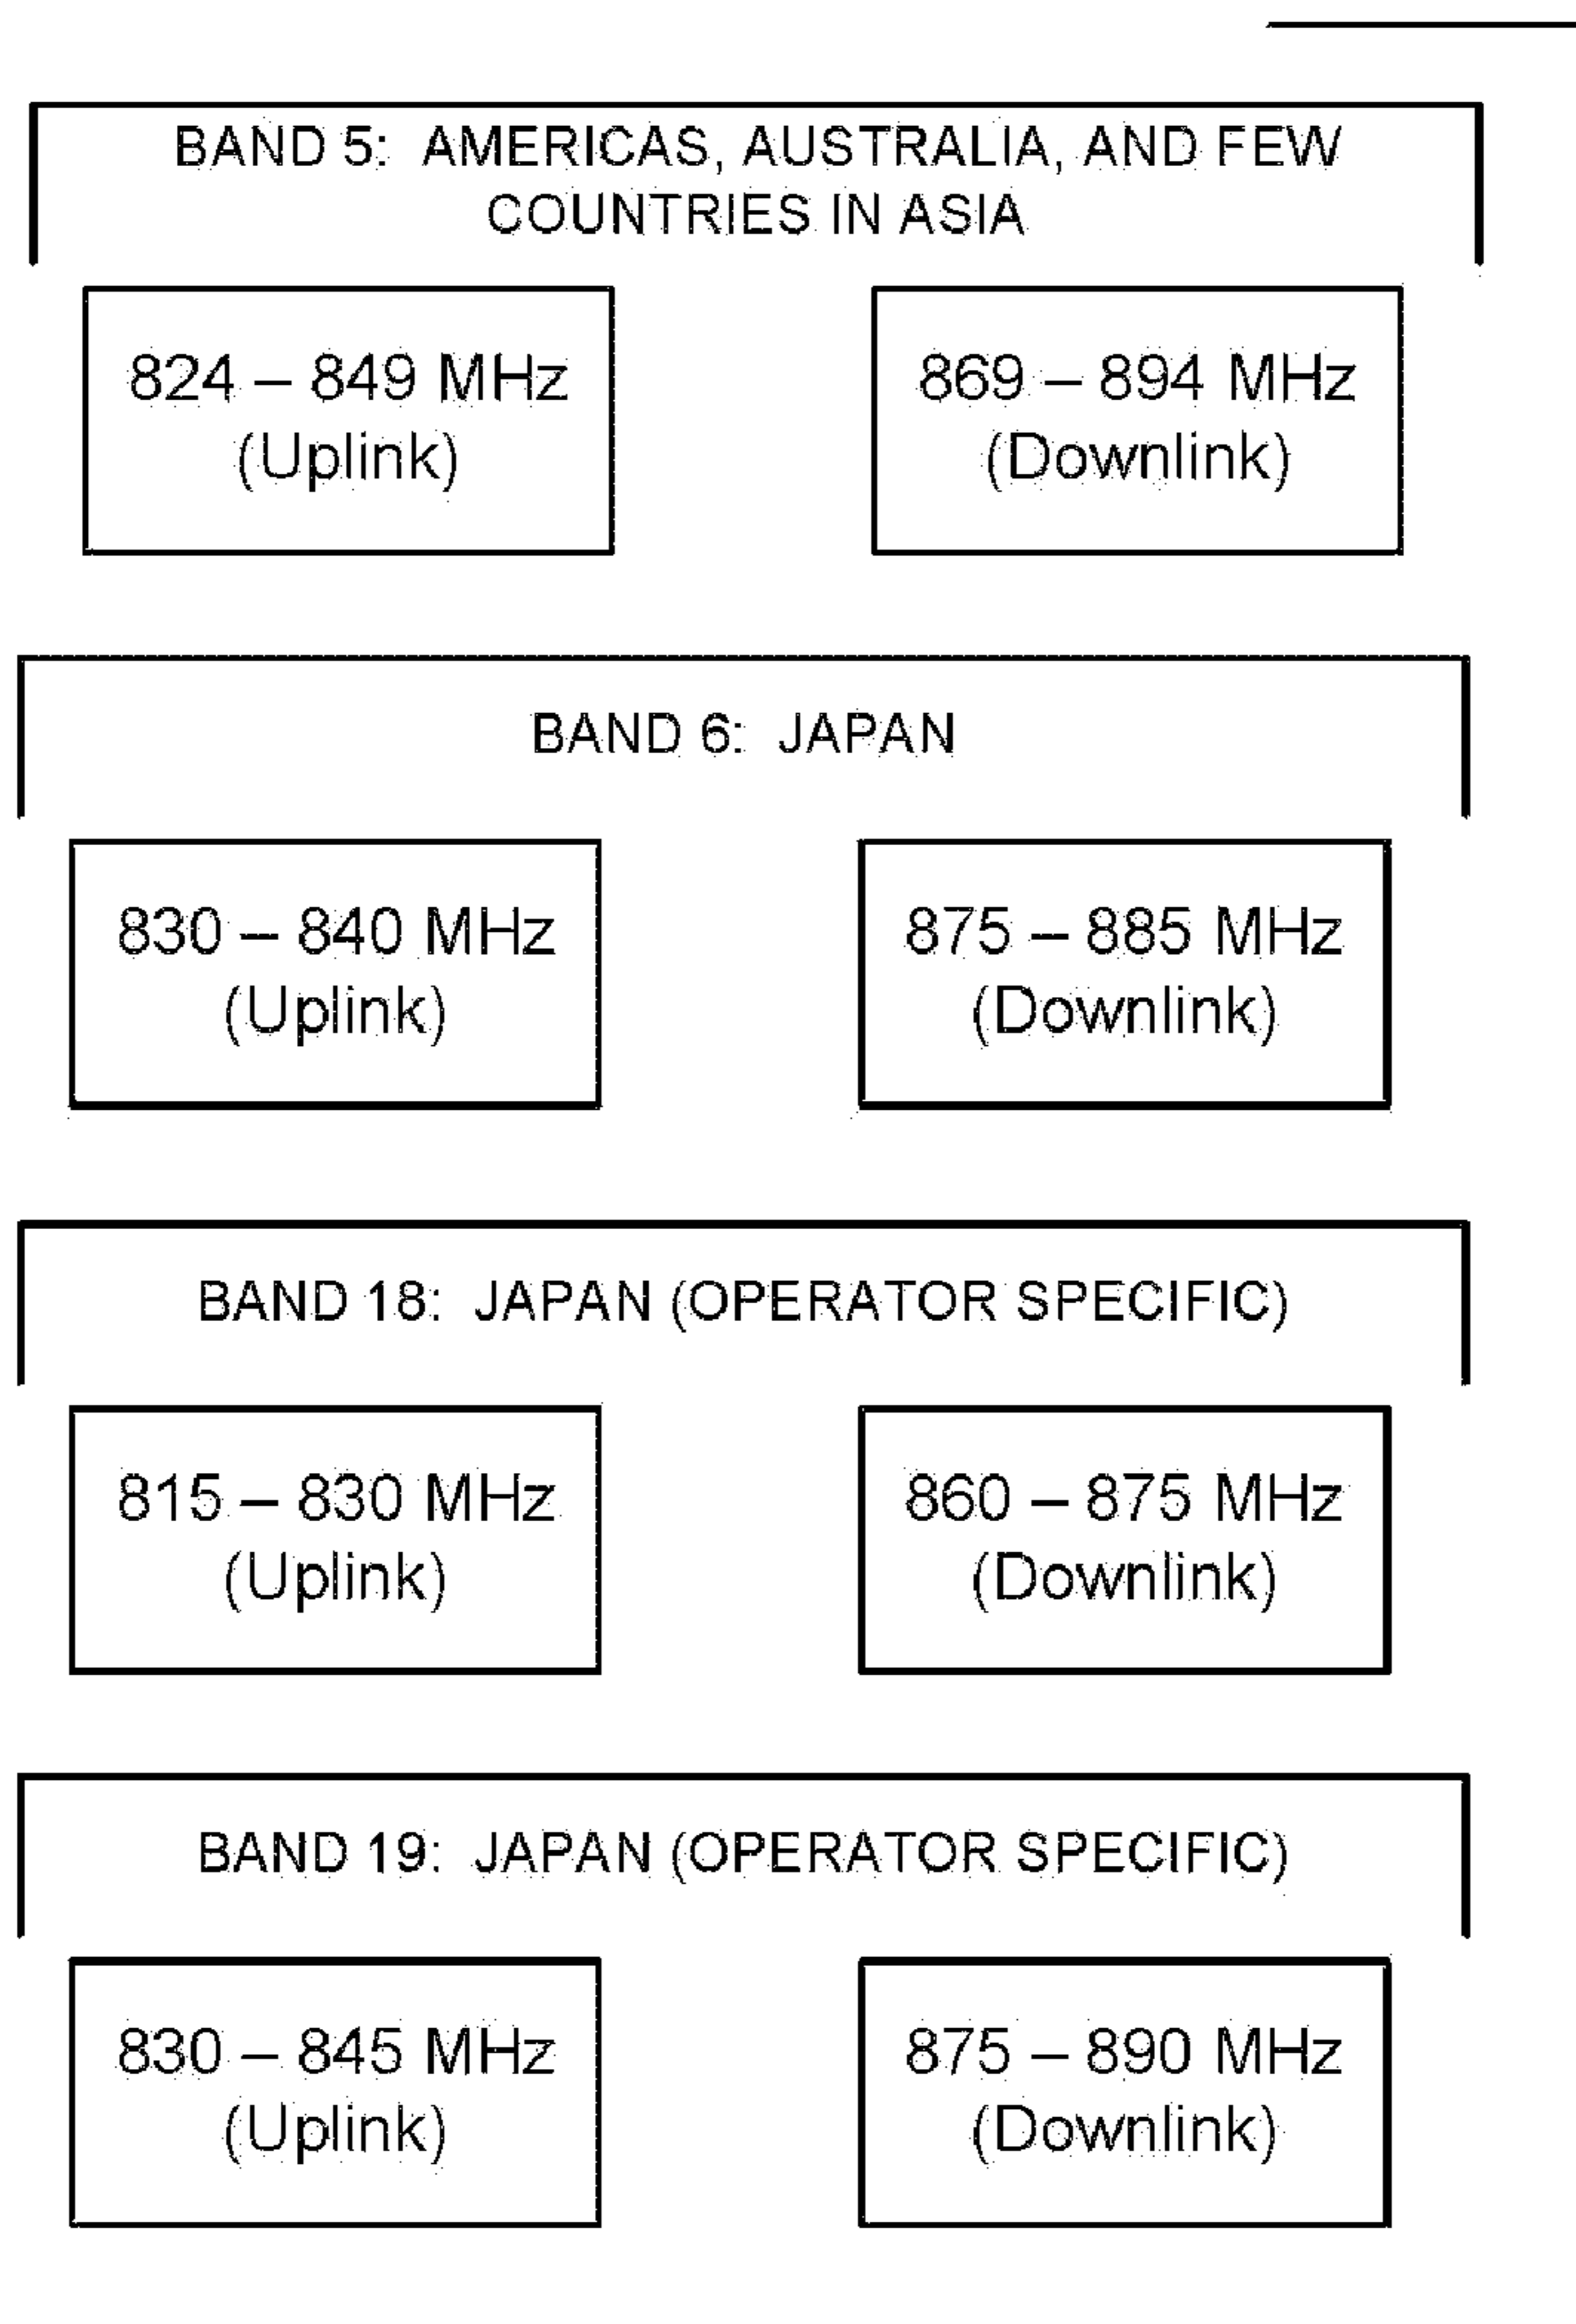 BAND 5: AMERICAS, AUSTRALIA, AND FEW
COUNTRIES IN ASIA
824 – 849 MHz
(Uplink)
869 – 894 MHz
(Downlink)
BAND 6: JAPAN
830 – 840 MHz
(Uplink)
875 – 885 MHz
(Downlink)
BAND 18: JAPAN (OPERATOR SPECIFIC)
815 – 830 MHz
(Uplink)
860 – 875 MHz
(Downlink)
BAND 19: JAPAN (OPERATOR SPECIFIC)
830 – 845 MHz
(Uplink)
875 – 890 MHz
(Downlink)